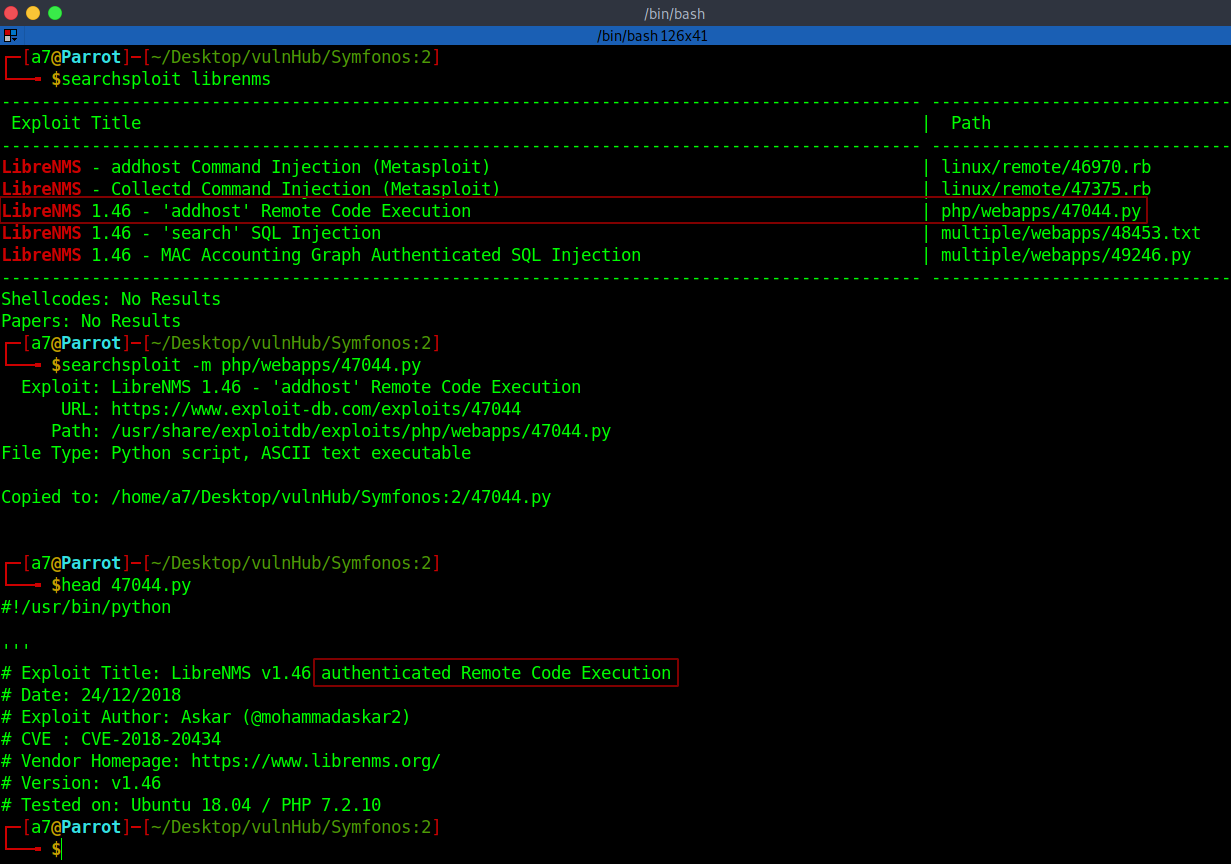 /bin/bash
/bin/bash 126x41
┌─[a7@Parrot]─[~/Desktop/vulnHub/Symfonos:2]
└──╼ $searchsploit librenms
-------------------------------------------------------------------------------------------- ------------------------------
 Exploit Title                                                                              |  Path
-------------------------------------------------------------------------------------------- ------------------------------
LibreNMS - addhost Command Injection (Metasploit)                                           | linux/remote/46970.rb
LibreNMS - Collectd Command Injection (Metasploit)                                          | linux/remote/47375.rb
LibreNMS 1.46 - 'addhost' Remote Code Execution                                             | php/webapps/47044.py
LibreNMS 1.46 - 'search' SQL Injection                                                      | multiple/webapps/48453.txt
LibreNMS 1.46 - MAC Accounting Graph Authenticated SQL Injection                            | multiple/webapps/49246.py
-------------------------------------------------------------------------------------------- ------------------------------
Shellcodes: No Results
Papers: No Results
┌─[a7@Parrot]─[~/Desktop/vulnHub/Symfonos:2]
└──╼ $searchsploit -m php/webapps/47044.py
  Exploit: LibreNMS 1.46 - 'addhost' Remote Code Execution
      URL: https://www.exploit-db.com/exploits/47044
     Path: /usr/share/exploitdb/exploits/php/webapps/47044.py
File Type: Python script, ASCII text executable
Copied to: /home/a7/Desktop/vulnHub/Symfonos:2/47044.py
┌─[a7@Parrot]─[~/Desktop/vulnHub/Symfonos:2]
└──╼ $head 47044.py
#!/usr/bin/python
'''
# Exploit Title: LibreNMS v1.46 authenticated Remote Code Execution
# Date: 24/12/2018
# Exploit Author: Askar (@mohammadaskar2)
# CVE : CVE-2018-20434
# Vendor Homepage: https://www.librenms.org/
# Version: v1.46
# Tested on: Ubuntu 18.04 / PHP 7.2.10
┌─[a7@Parrot]─[~/Desktop/vulnHub/Symfonos:2]
└──╼ $